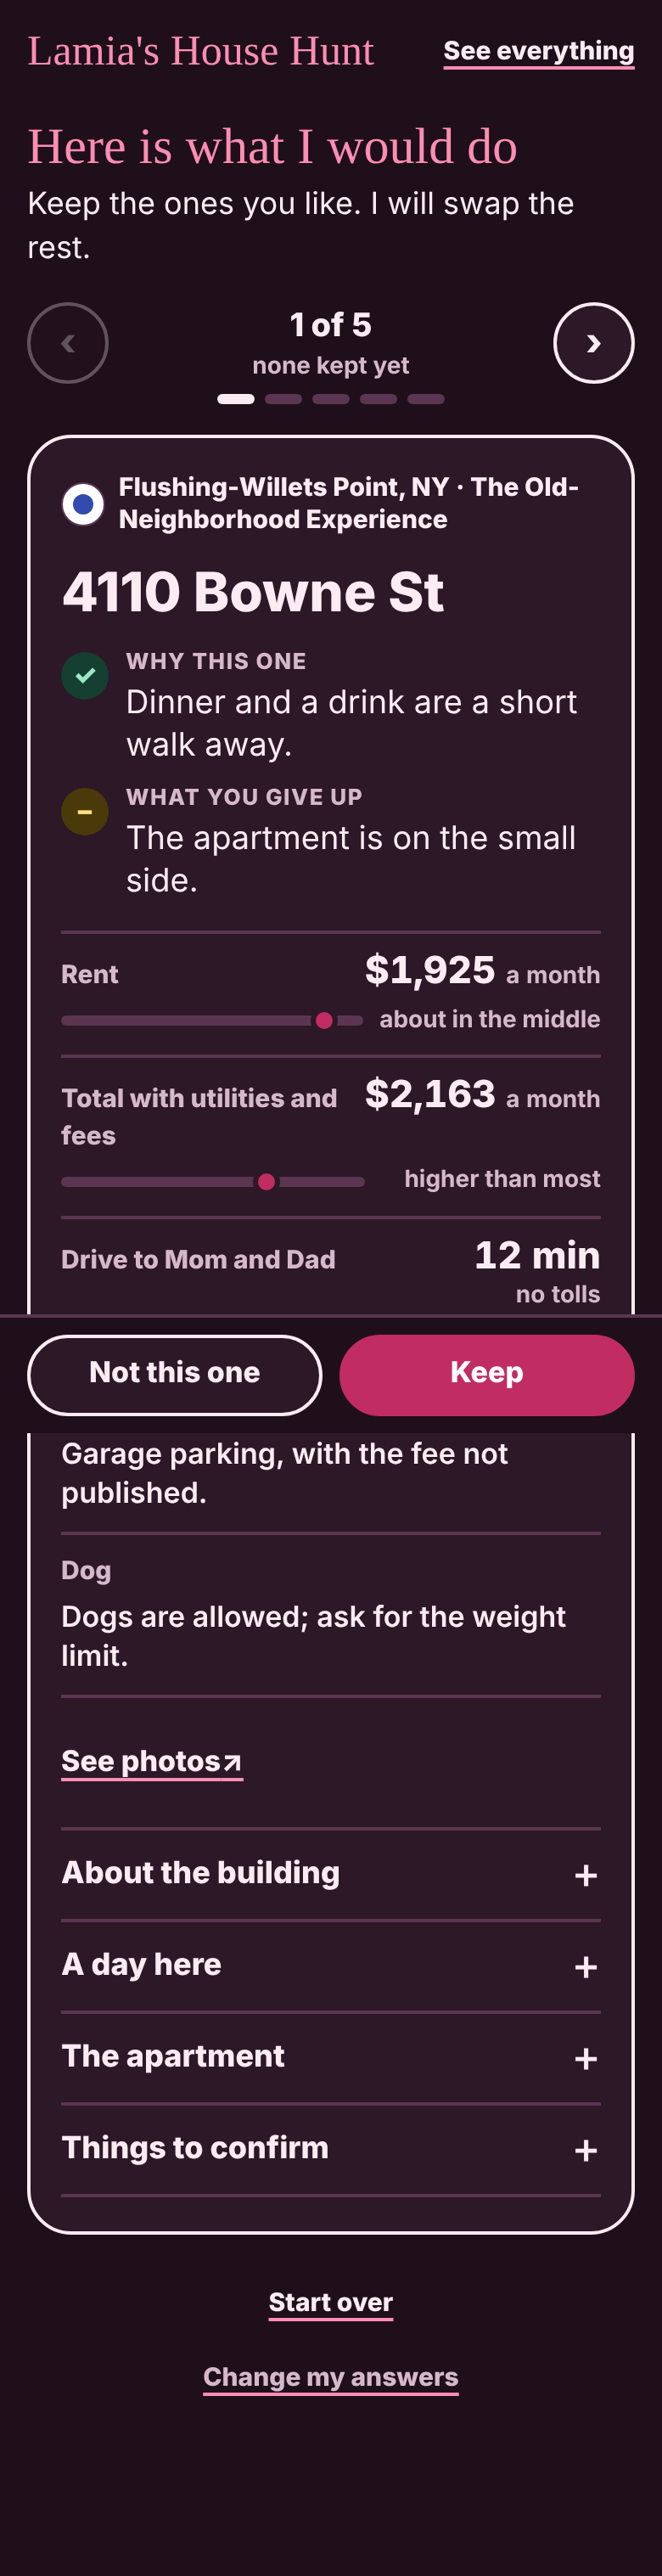 Lamia's House Hunt
See everything
Here is what I would do
Keep the ones you like. I will swap the
rest.
‹
1 of 5
›
none kept yet
Flushing-Willets Point, NY · The Old-
Neighborhood Experience
4110 Bowne St
WHY THIS ONE
Dinner and a drink are a short
walk away.
WHAT YOU GIVE UP
The apartment is on the small
side.
Rent
$1,925 a month
about in the middle
Total with utilities and
fees
$2,163 a month
higher than most
Drive to Mom and Dad
12 min
no tolls
Not this one
Keep
Garage parking, with the fee not
published.
Dog
Dogs are allowed; ask for the weight
limit.
See photos↗
About the building +
A day here +
The apartment +
Things to confirm +
Start over
Change my answers